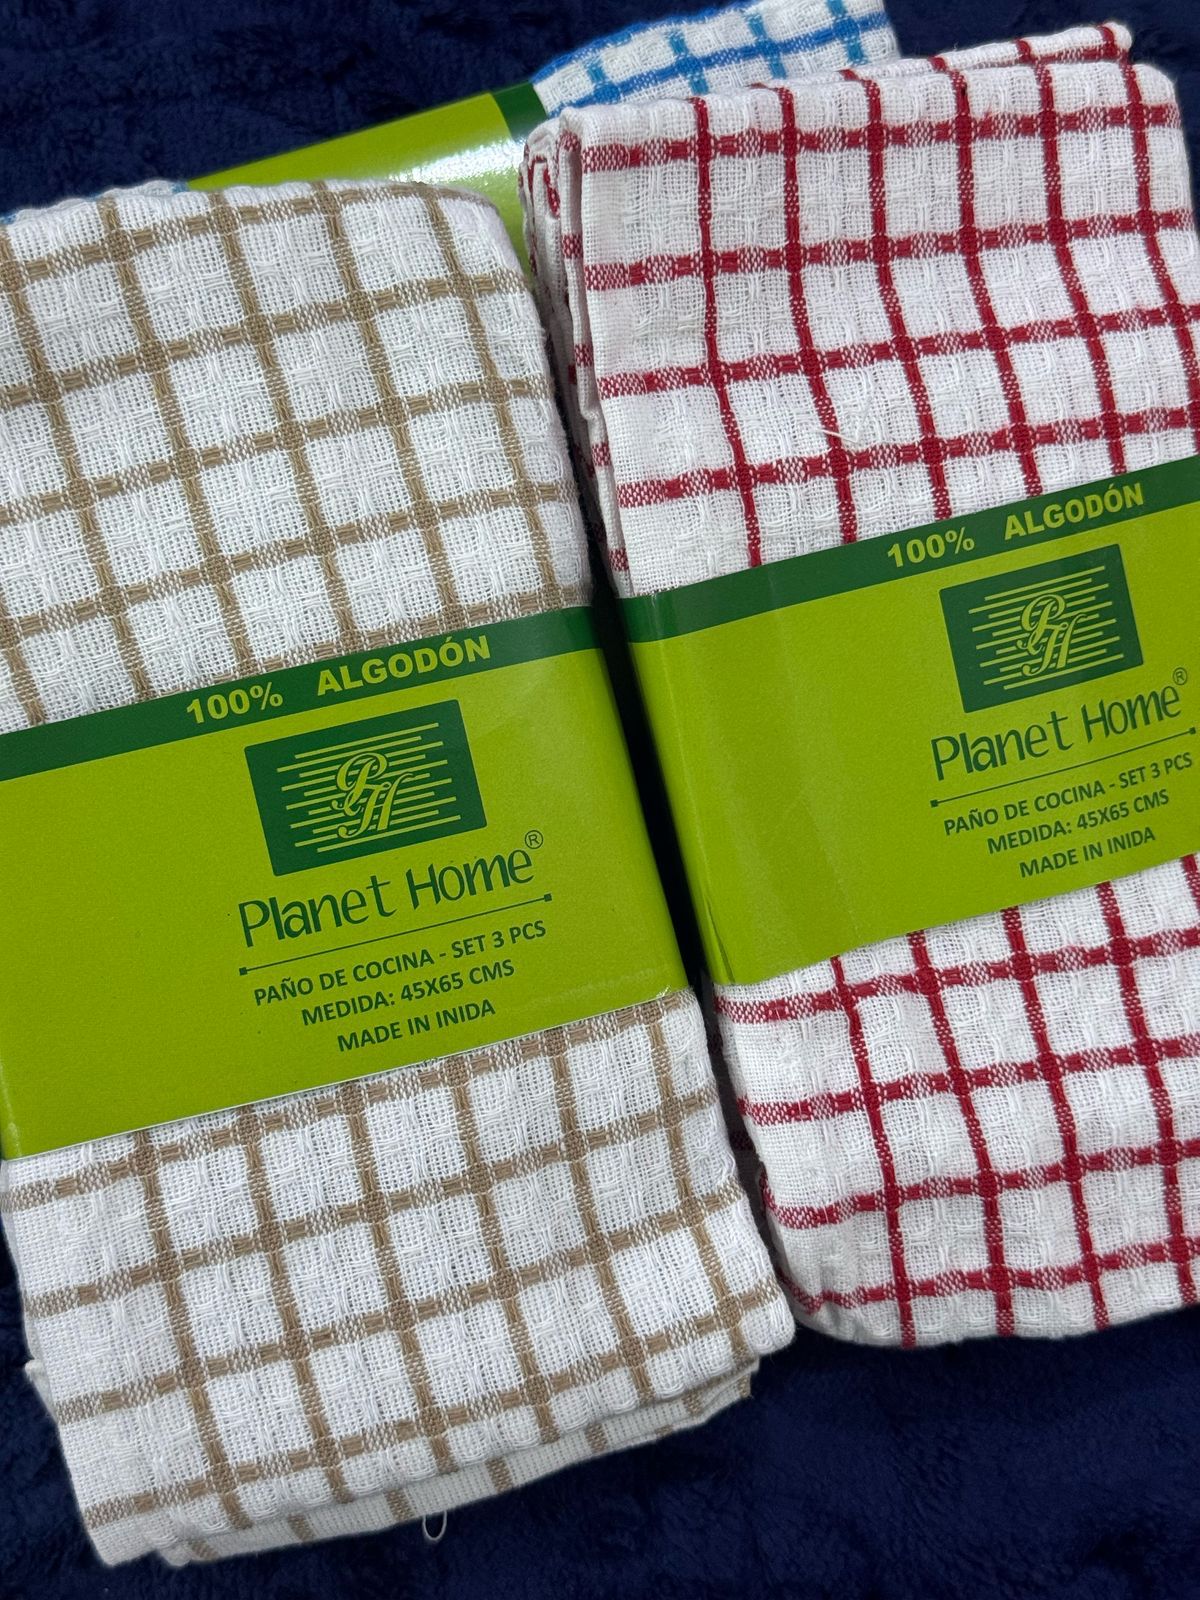 100% ALGODÓN
PH
Planet Home®
PAÑO DE COCINA - SET 3 PCS
MEDIDA: 45X65 CMS
MADE IN INIDA
100% ALGODÓN
PH
Planet Home®
PAÑO DE COCINA - SET 3 PCS
MEDIDA: 45X65 CMS
MADE IN INIDA